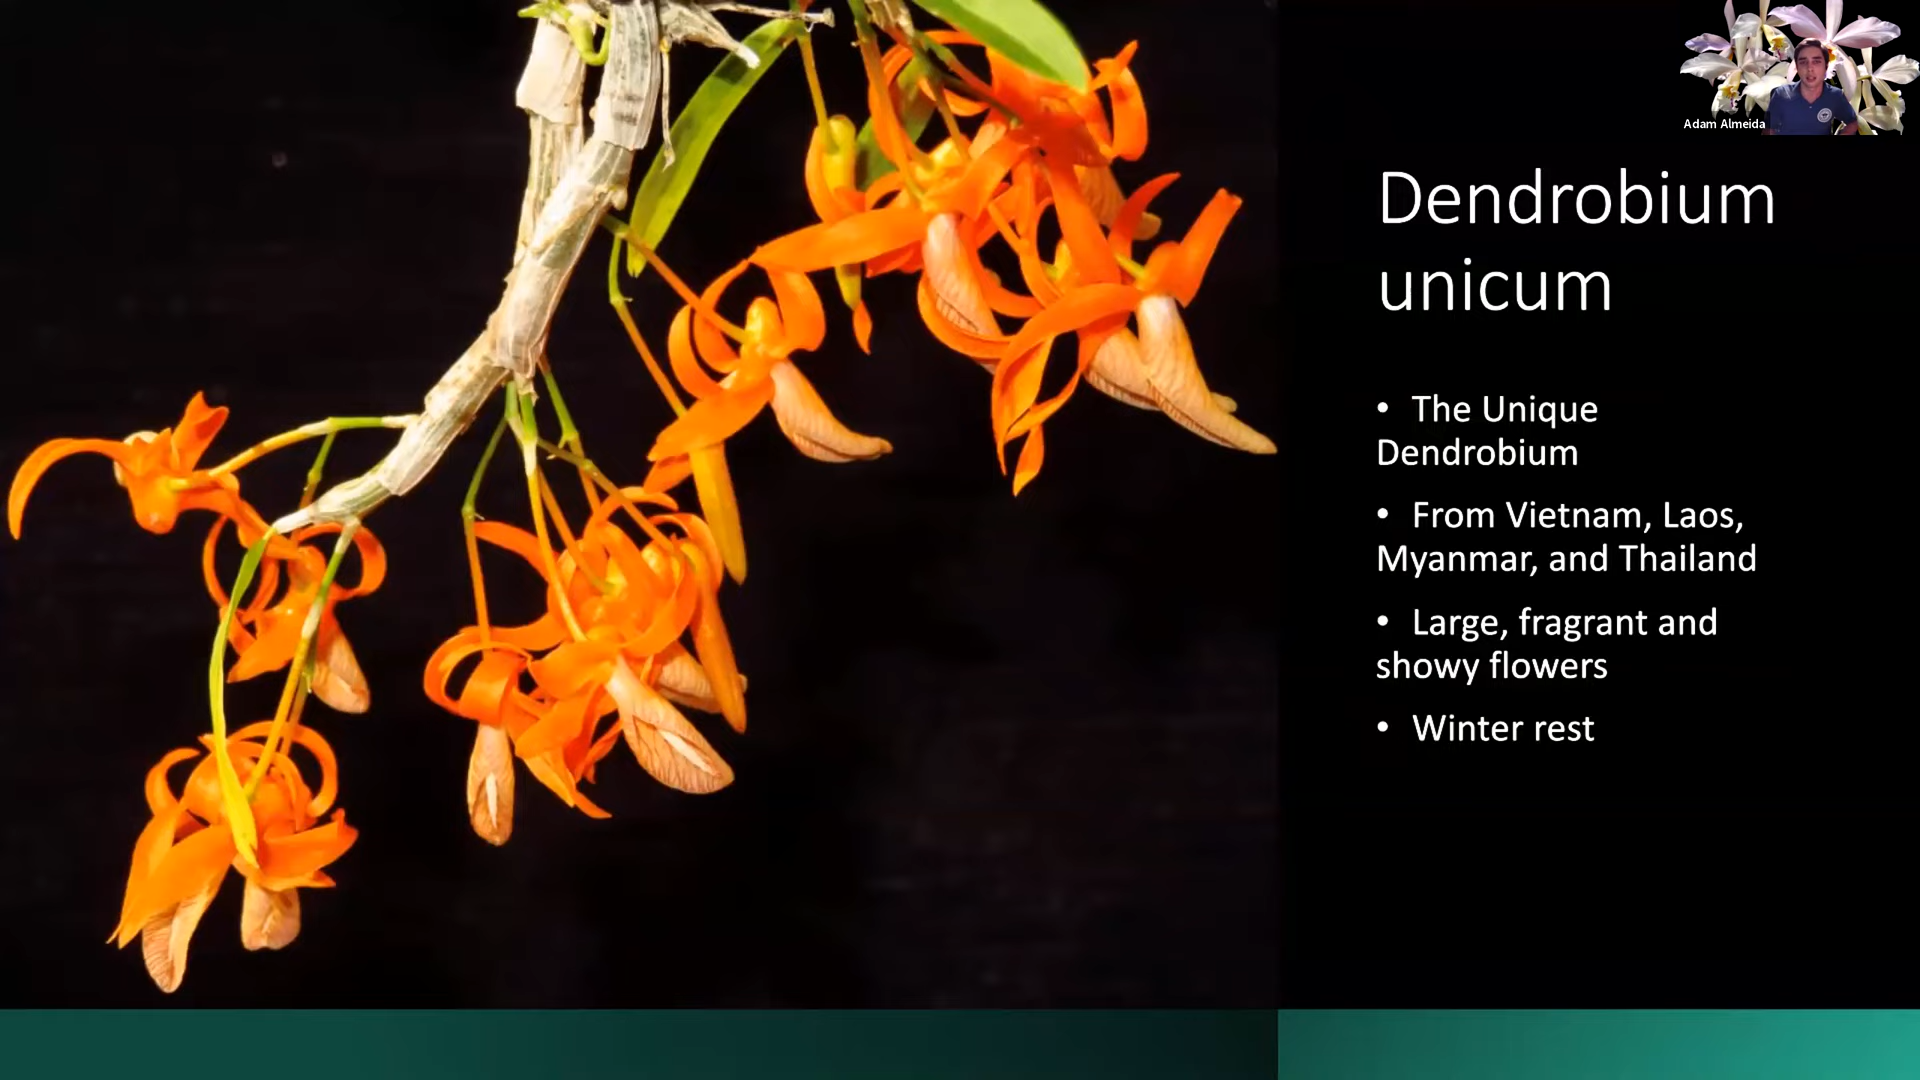 Adam Almeida
Dendrobium
unicum
• The Unique
Dendrobium
• From Vietnam, Laos,
Myanmar, and Thailand
• Large, fragrant and
showy flowers
• Winter rest